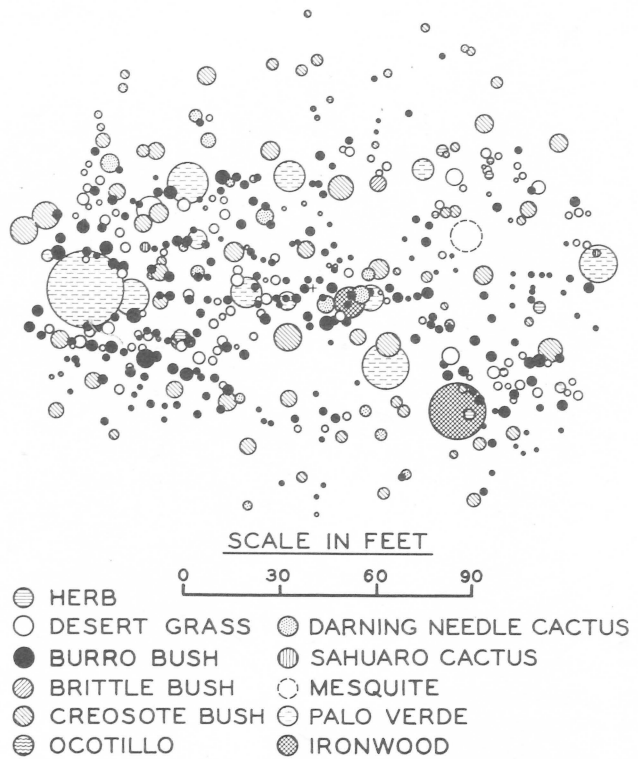 SCALE IN FEET
0 30 60 90
HERB
DESERT GRASS
BURRO BUSH
BRITTLE BUSH
CREOSOTE BUSH
OCOTILLO
DARNING NEEDLE CACTUS
SAHUARO CACTUS
MESQUITE
PALO VERDE
IRONWOOD